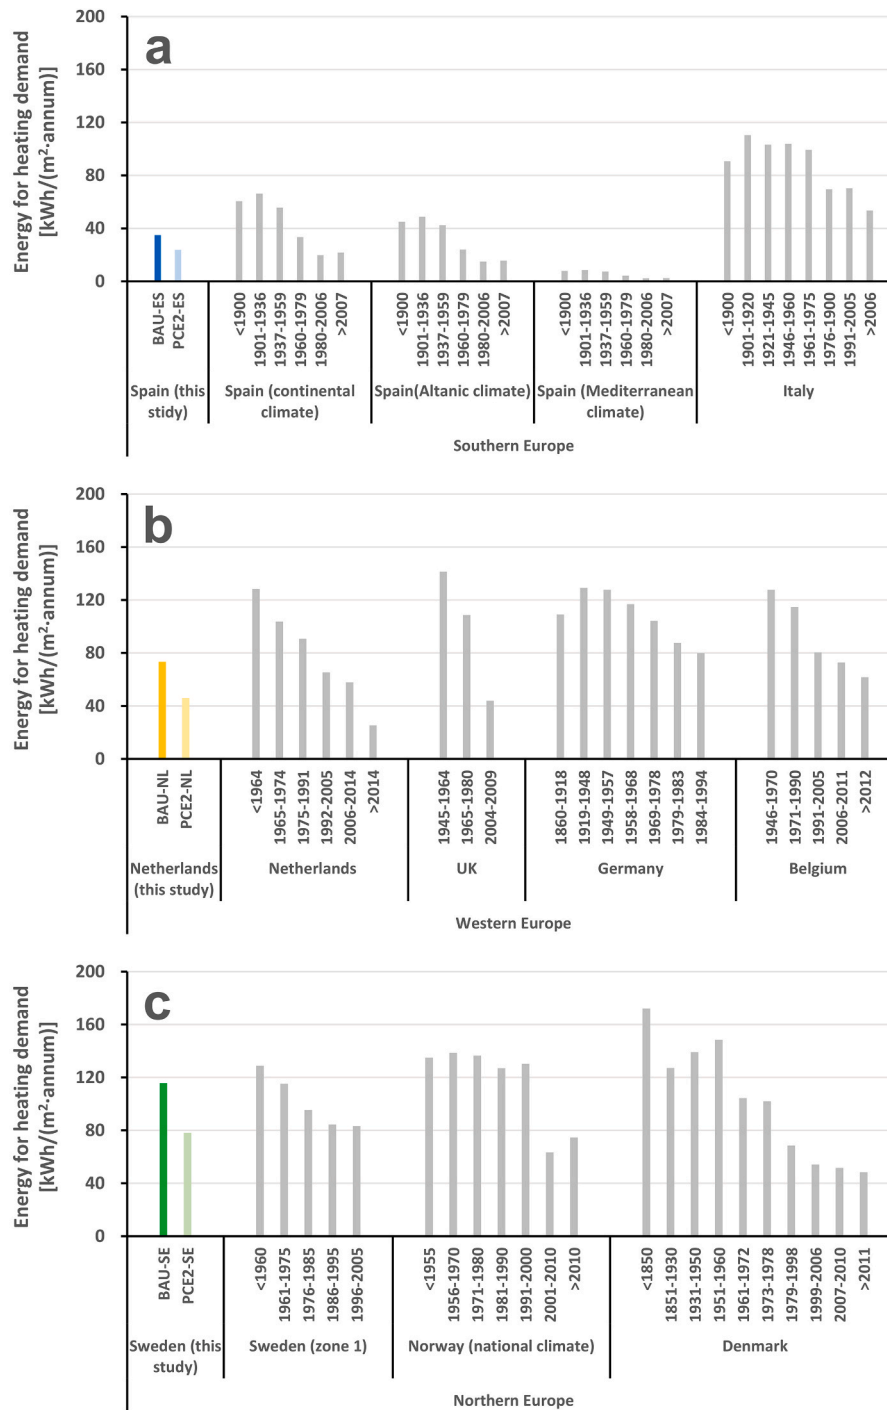 a
Energy for heating demand
[kWh/(m²·annum)]
200
160
120
80
40
0
BAU-ES
PCE2-ES
<1900
1901-1936
1937-1959
1960-1979
1980-2006
>2007
<1900
1901-1936
1937-1959
1960-1979
1980-2006
>2007
<1900
1901-1936
1937-1959
1960-1979
1980-2006
>2007
<1900
1901-1920
1921-1945
1946-1960
1961-1975
1976-1900
1991-2005
>2006
Spain (this
stidy)
Spain (continental
climate)
Spain(Altanic climate)
Spain (Mediterranean
climate)
Italy
Southern Europe
b
Energy for heating demand
[kWh/(m²·annum)]
200
160
120
80
40
0
BAU-NL
PCE2-NL
<1964
1965-1974
1975-1991
1992-2005
2006-2014
>2014
1945-1964
1965-1980
2004-2009
1860-1918
1919-1948
1949-1957
1958-1968
1969-1978
1979-1983
1984-1994
1946-1970
1971-1990
1991-2005
2006-2011
>2012
Netherlands
(this study)
Netherlands
UK
Germany
Belgium
Western Europe
c
Energy for heating demand
[kWh/(m²·annum)]
200
160
120
80
40
0
BAU-SE
PCE2-SE
<1960
1961-1975
1976-1985
1986-1995
1996-2005
<1955
1956-1970
1971-1980
1981-1990
1991-2000
2001-2010
>2010
<1850
1851-1930
1931-1950
1951-1960
1961-1972
1973-1978
1979-1998
1999-2006
2007-2010
>2011
Sweden (this
study)
Sweden (zone 1)
Norway (national climate)
Denmark
Northern Europe